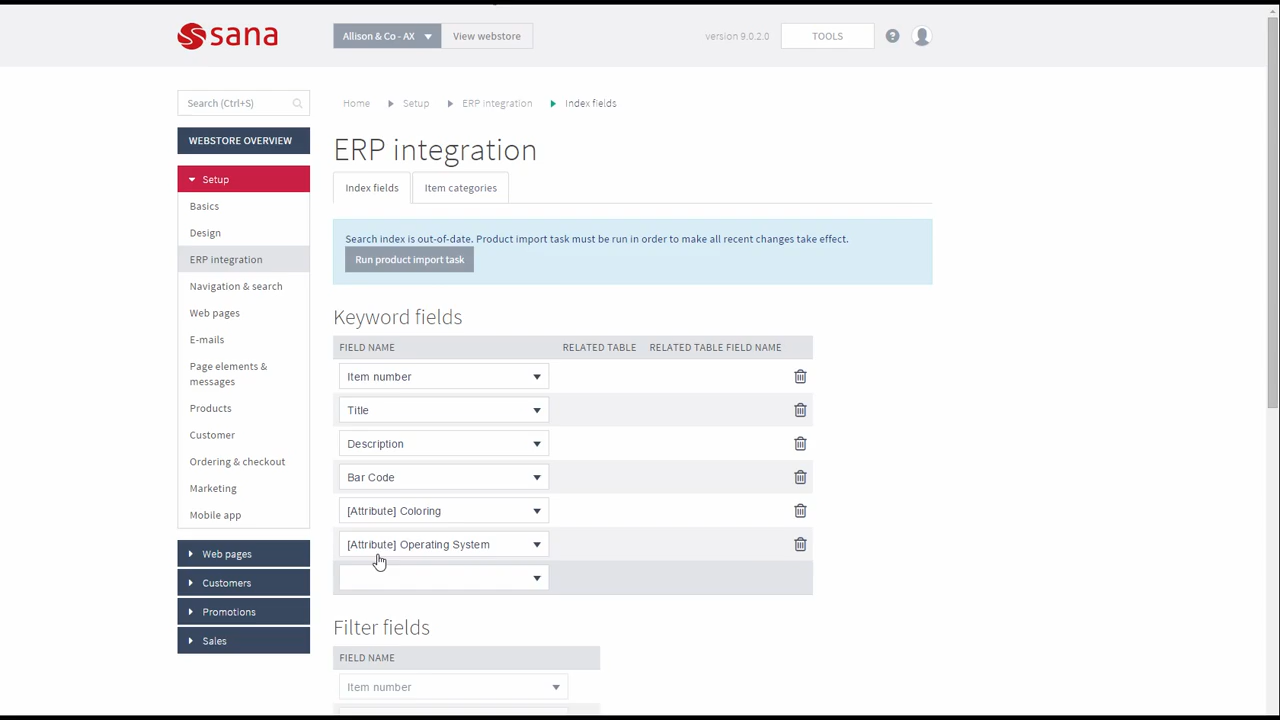 sana
Allison & Co - AX
View webstore
version 9.0.2.0
TOOLS
?
Search (Ctrl+S)
Home
Setup
ERP integration
Index fields
WEBSTORE OVERVIEW
Setup
Basics
Design
ERP integration
Navigation & search
Web pages
E-mails
Page elements &
messages
Products
Customer
Ordering & checkout
Marketing
Mobile app
Web pages
Customers
Promotions
Sales
ERP integration
Index fields
Item categories
Search index is out-of-date. Product import task must be run in order to make all recent changes take effect.
Run product import task
Keyword fields
FIELD NAME
RELATED TABLE
RELATED TABLE FIELD NAME
Item number
Title
Description
Bar Code
[Attribute] Coloring
[Attribute] Operating System
Filter fields
FIELD NAME
Item number